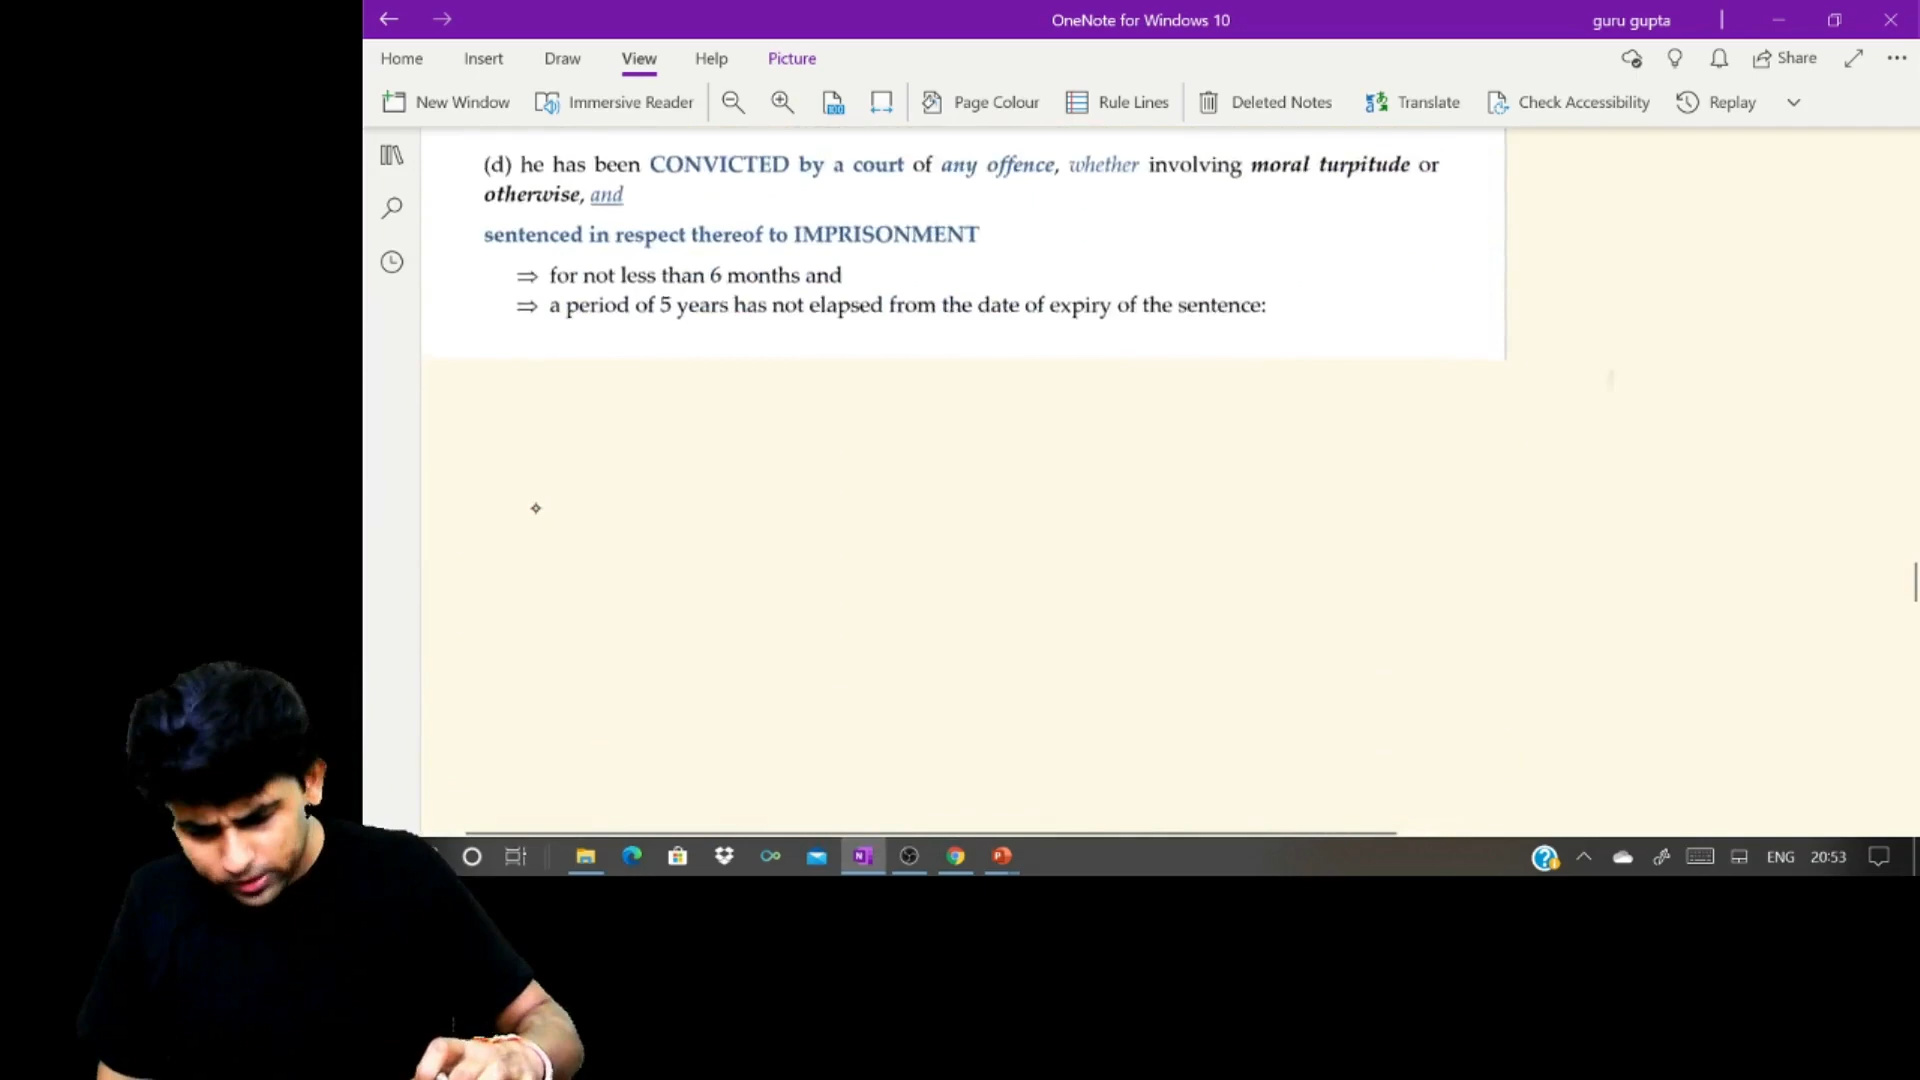 OneNote for Windows 10
guru gupta
Home Insert Draw View Help Picture
Share
New Window Immersive Reader Page Colour Rule Lines Deleted Notes Translate Check Accessibility Replay
(d) he has been CONVICTED by a court of any offence, whether involving moral turpitude or
otherwise, and
sentenced in respect thereof to IMPRISONMENT
⇒ for not less than 6 months and
⇒ a period of 5 years has not elapsed from the date of expiry of the sentence:
ENG 20:53